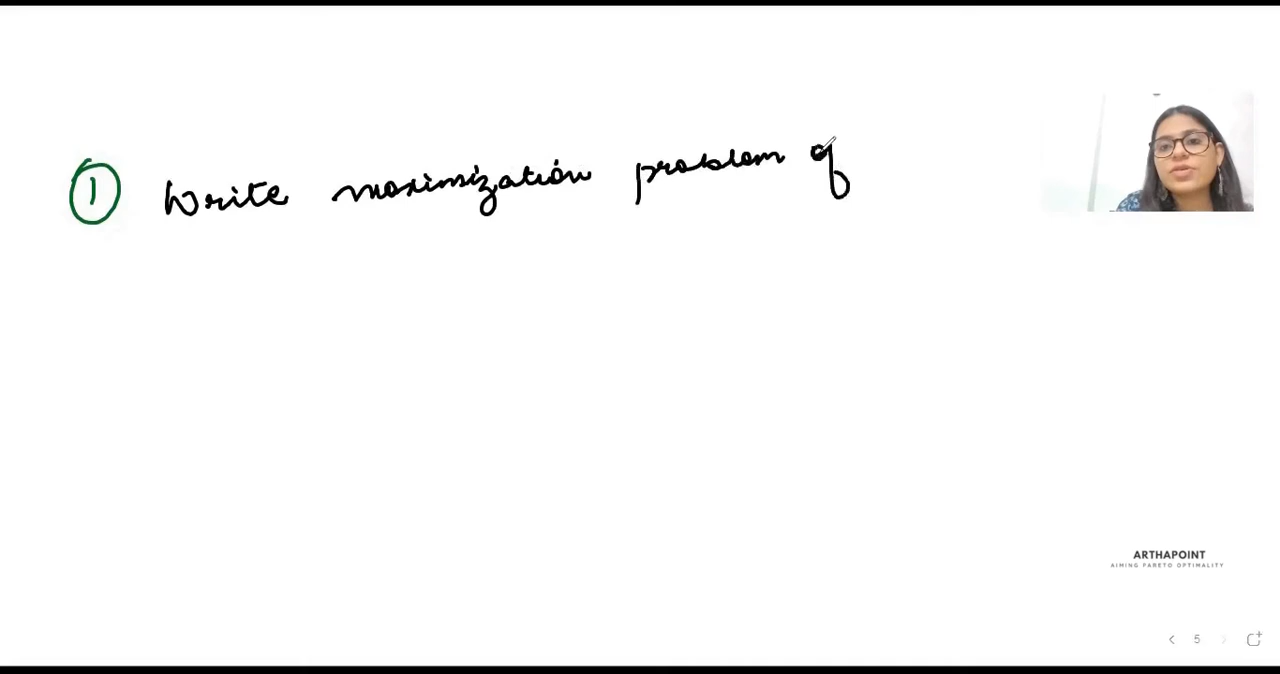 1 Write maximization problem of
ARTHAPOINT
AIMING PARETO OPTIMALITY
< 5 >